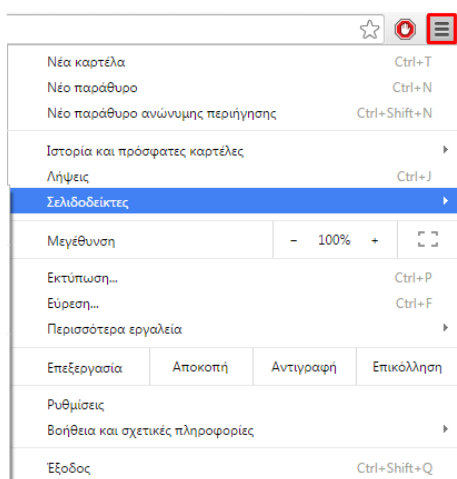 Νέα καρτέλα Ctrl+T
Νέο παράθυρο Ctrl+N
Νέο παράθυρο ανώνυμης περιήγησης Ctrl+Shift+N
Ιστορία και πρόσφατες καρτέλες
Λήψεις Ctrl+J
Σελιδοδείκτες
Μεγέθυνση - 100% +
Εκτύπωση... Ctrl+P
Εύρεση... Ctrl+F
Περισσότερα εργαλεία
Επεξεργασία Αποκοπή Αντιγραφή Επικόλληση
Ρυθμίσεις
Βοήθεια και σχετικές πληροφορίες
Έξοδος Ctrl+Shift+Q